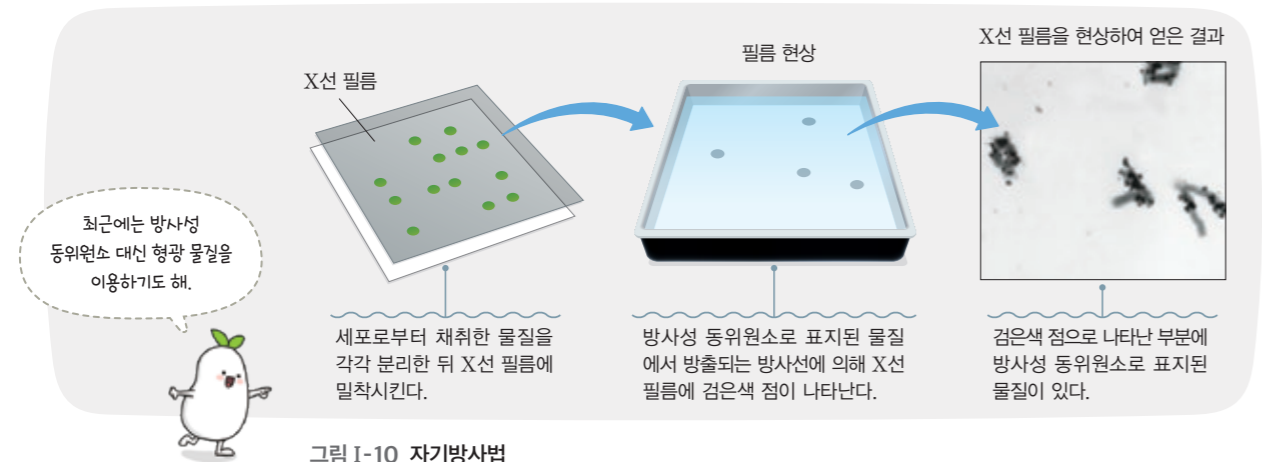 X선 필름을 현상하여 얻은 결과
필름 현상
X선 필름
최근에는 방사성
동위원소 대신 형광 물질을
이용하기도 해.
세포로부터 채취한 물질을
각각 분리한 뒤 X선 필름에
밀착시킨다.
방사성 동위원소로 표지된 물질
에서 방출되는 방사선에 의해 X선
필름에 검은색 점이 나타난다.
검은색 점으로 나타난 부분에
방사성 동위원소로 표지된
물질이 있다.
그림 I-10 자기방사법